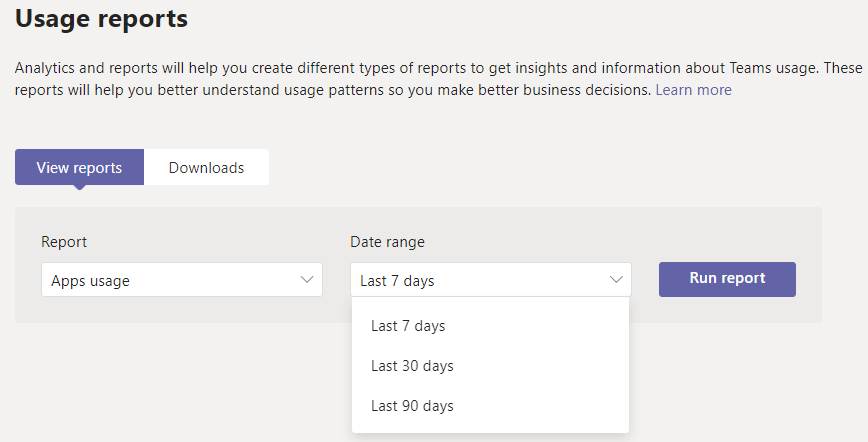 Usage reports
Analytics and reports will help you create different types of reports to get insights and information about Teams usage. These
reports will help you better understand usage patterns so you make better business decisions. Learn more
View reports
Downloads
Report
Date range
Apps usage
Last 7 days
Run report
Last 7 days
Last 30 days
Last 90 days